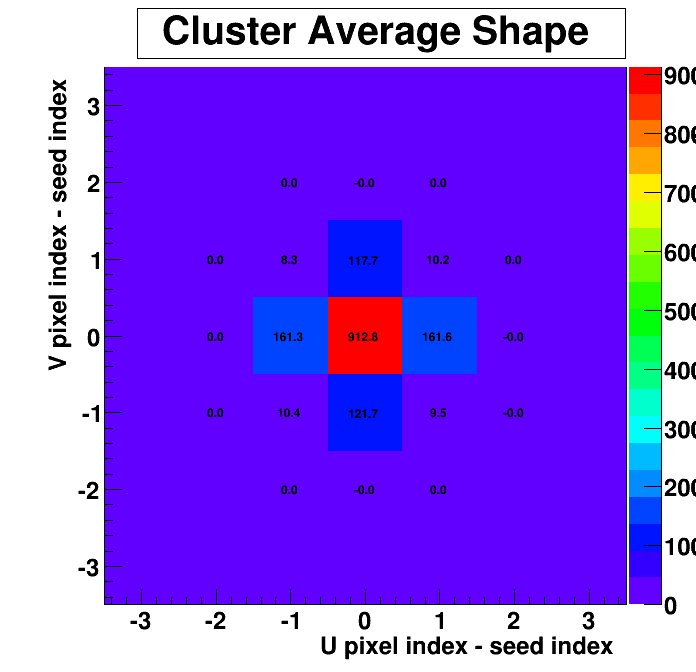 Cluster Average Shape
V pixel index - seed index
3
2
1
0
-1
-2
-3
0.0 -0.0 0.0
0.0 8.3 117.7 10.2 0.0
0.0 161.3 912.8 161.6 -0.0
0.0 10.4 121.7 9.5 -0.0
0.0 -0.0 0.0
-3 -2 -1 0 1 2 3
U pixel index - seed index
900
800
700
600
500
400
300
200
100
0